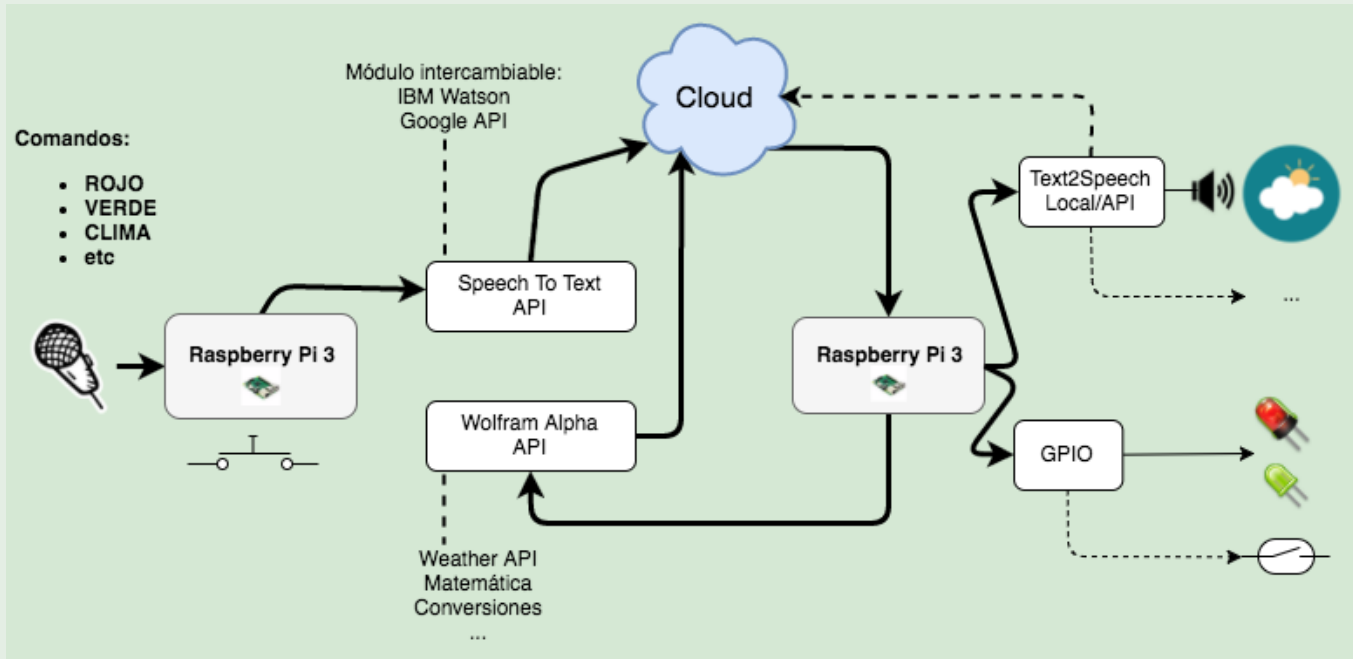 Módulo intercambiable:
IBM Watson
Google API
Cloud
Comandos:
• ROJO
• VERDE
• CLIMA
• etc
Text2Speech
Local/API
Speech To Text
API
...
Raspberry Pi 3
Raspberry Pi 3
Wolfram Alpha
API
GPIO
Weather API
Matemática
Conversiones
...